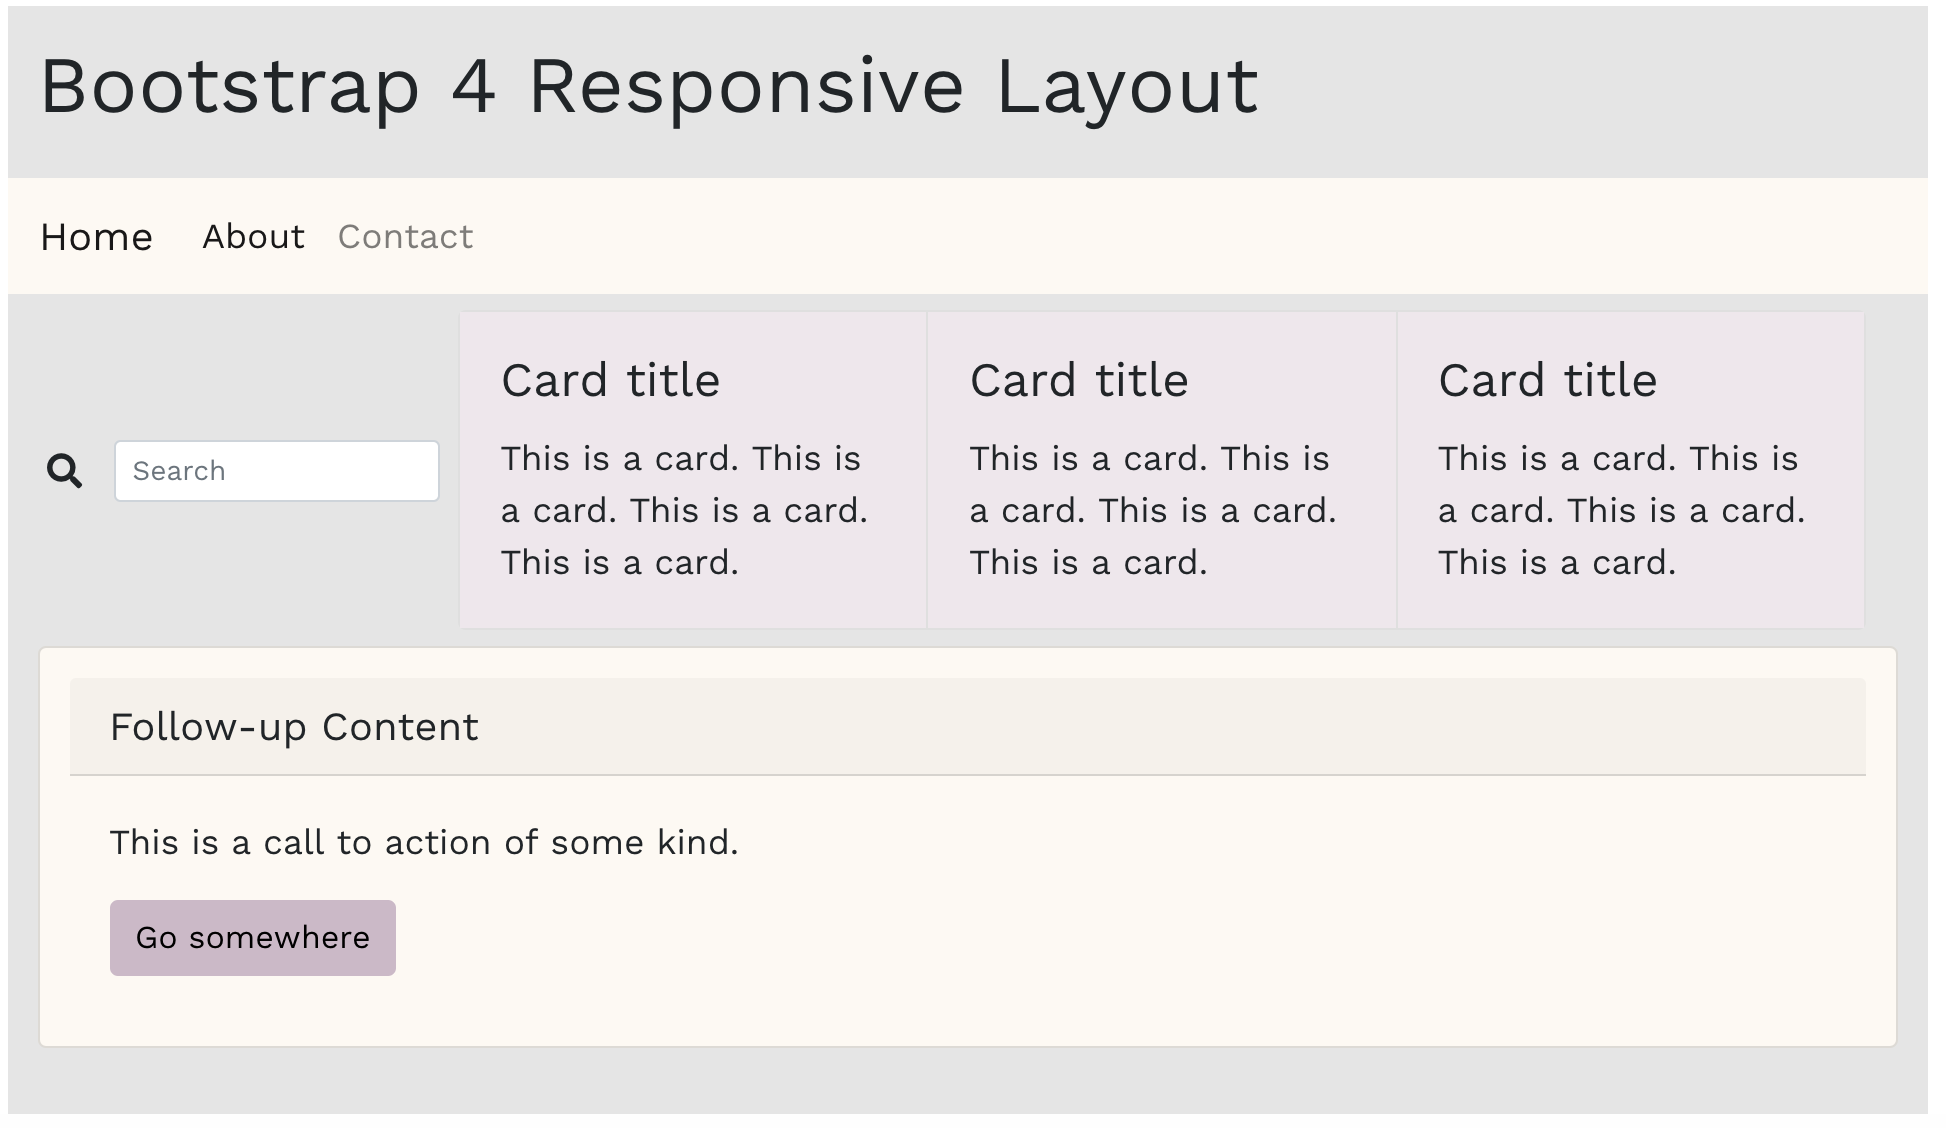 Bootstrap 4 Responsive Layout
Home About Contact
Search
Card title
This is a card. This is
a card. This is a card.
This is a card.
Card title
This is a card. This is
a card. This is a card.
This is a card.
Card title
This is a card. This is
a card. This is a card.
This is a card.
Follow-up Content
This is a call to action of some kind.
Go somewhere